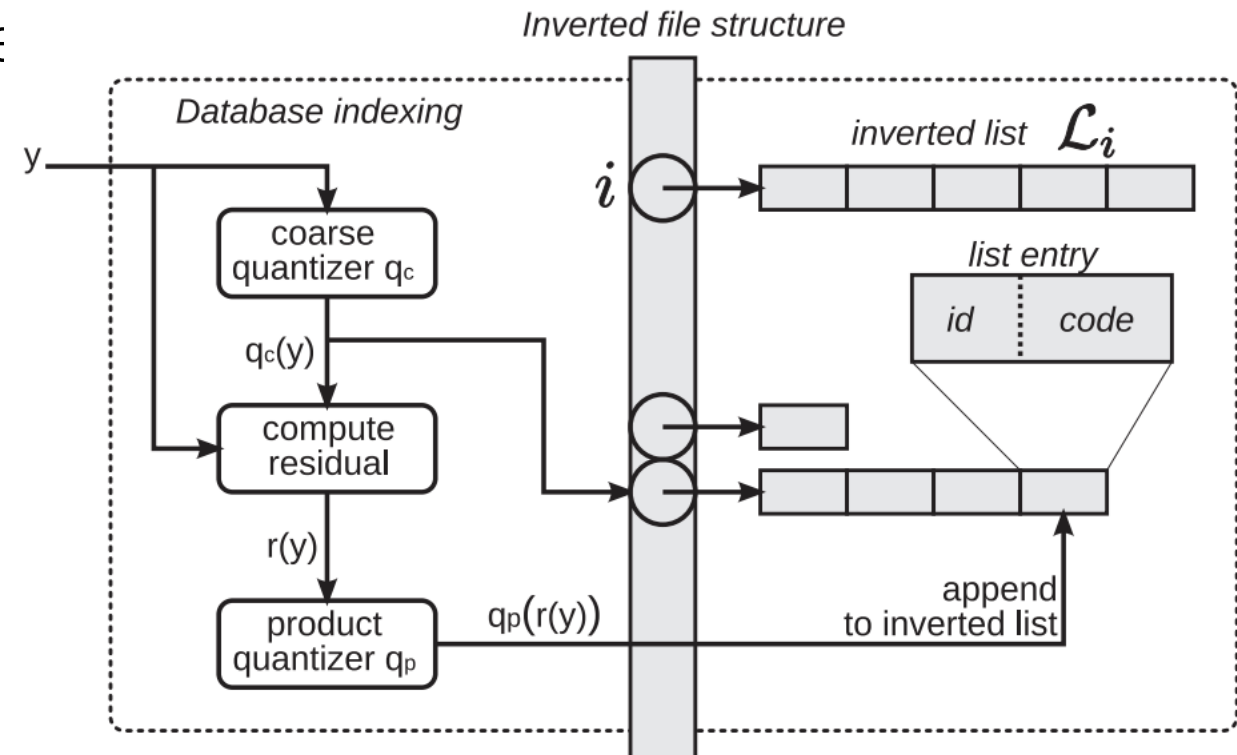 Inverted file structure
Database indexing
y
inverted list ℒᵢ
i
coarse
quantizer qc
list entry
id
code
qc(y)
compute
residual
r(y)
append
to inverted list
product
quantizer qp
qp(r(y))